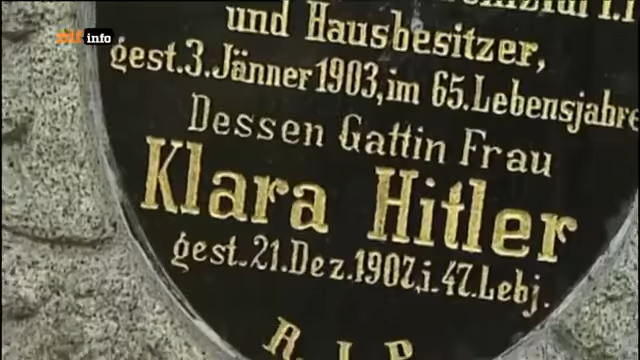 zdf info
und Hausbesitzer,
gest. 3. Jänner 1903, im 65. Lebensjahre
Dessen Gattin Frau
Klara Hitler
gest. 21. Dez. 1907, i. 47. Lebj.
R. I. P.